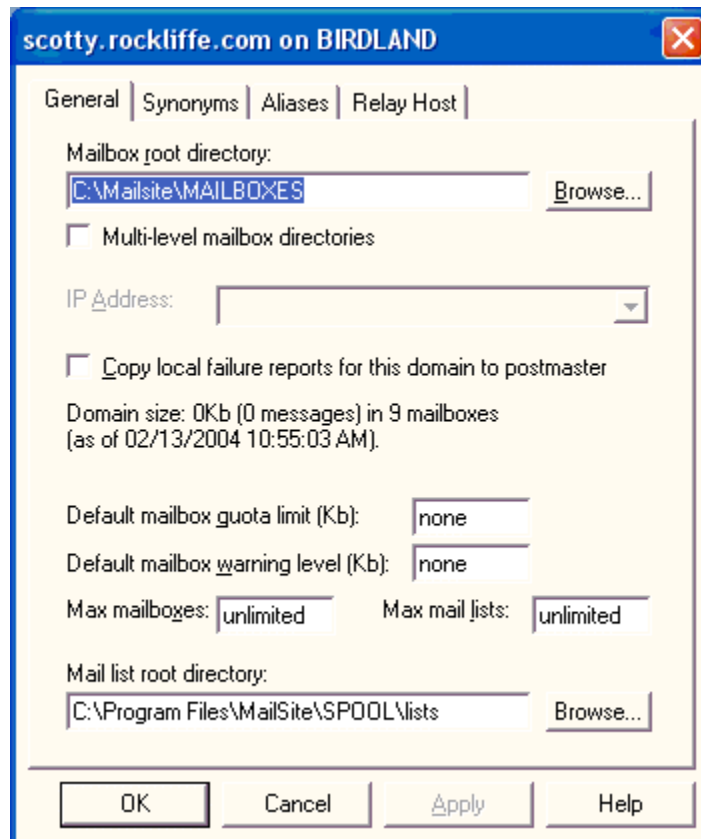 scotty.rockliffe.com on BIRDLAND
General Synonyms Aliases Relay Host
Mailbox root directory:
C:\Mailsite\MAILBOXES Browse...
Multi-level mailbox directories
IP Address:
Copy local failure reports for this domain to postmaster
Domain size: 0Kb (0 messages) in 9 mailboxes
(as of 02/13/2004 10:55:03 AM).
Default mailbox quota limit (Kb): none
Default mailbox warning level (Kb): none
Max mailboxes: unlimited Max mail lists: unlimited
Mail list root directory:
C:\Program Files\MailSite\SPOOL\lists Browse...
OK Cancel Apply Help